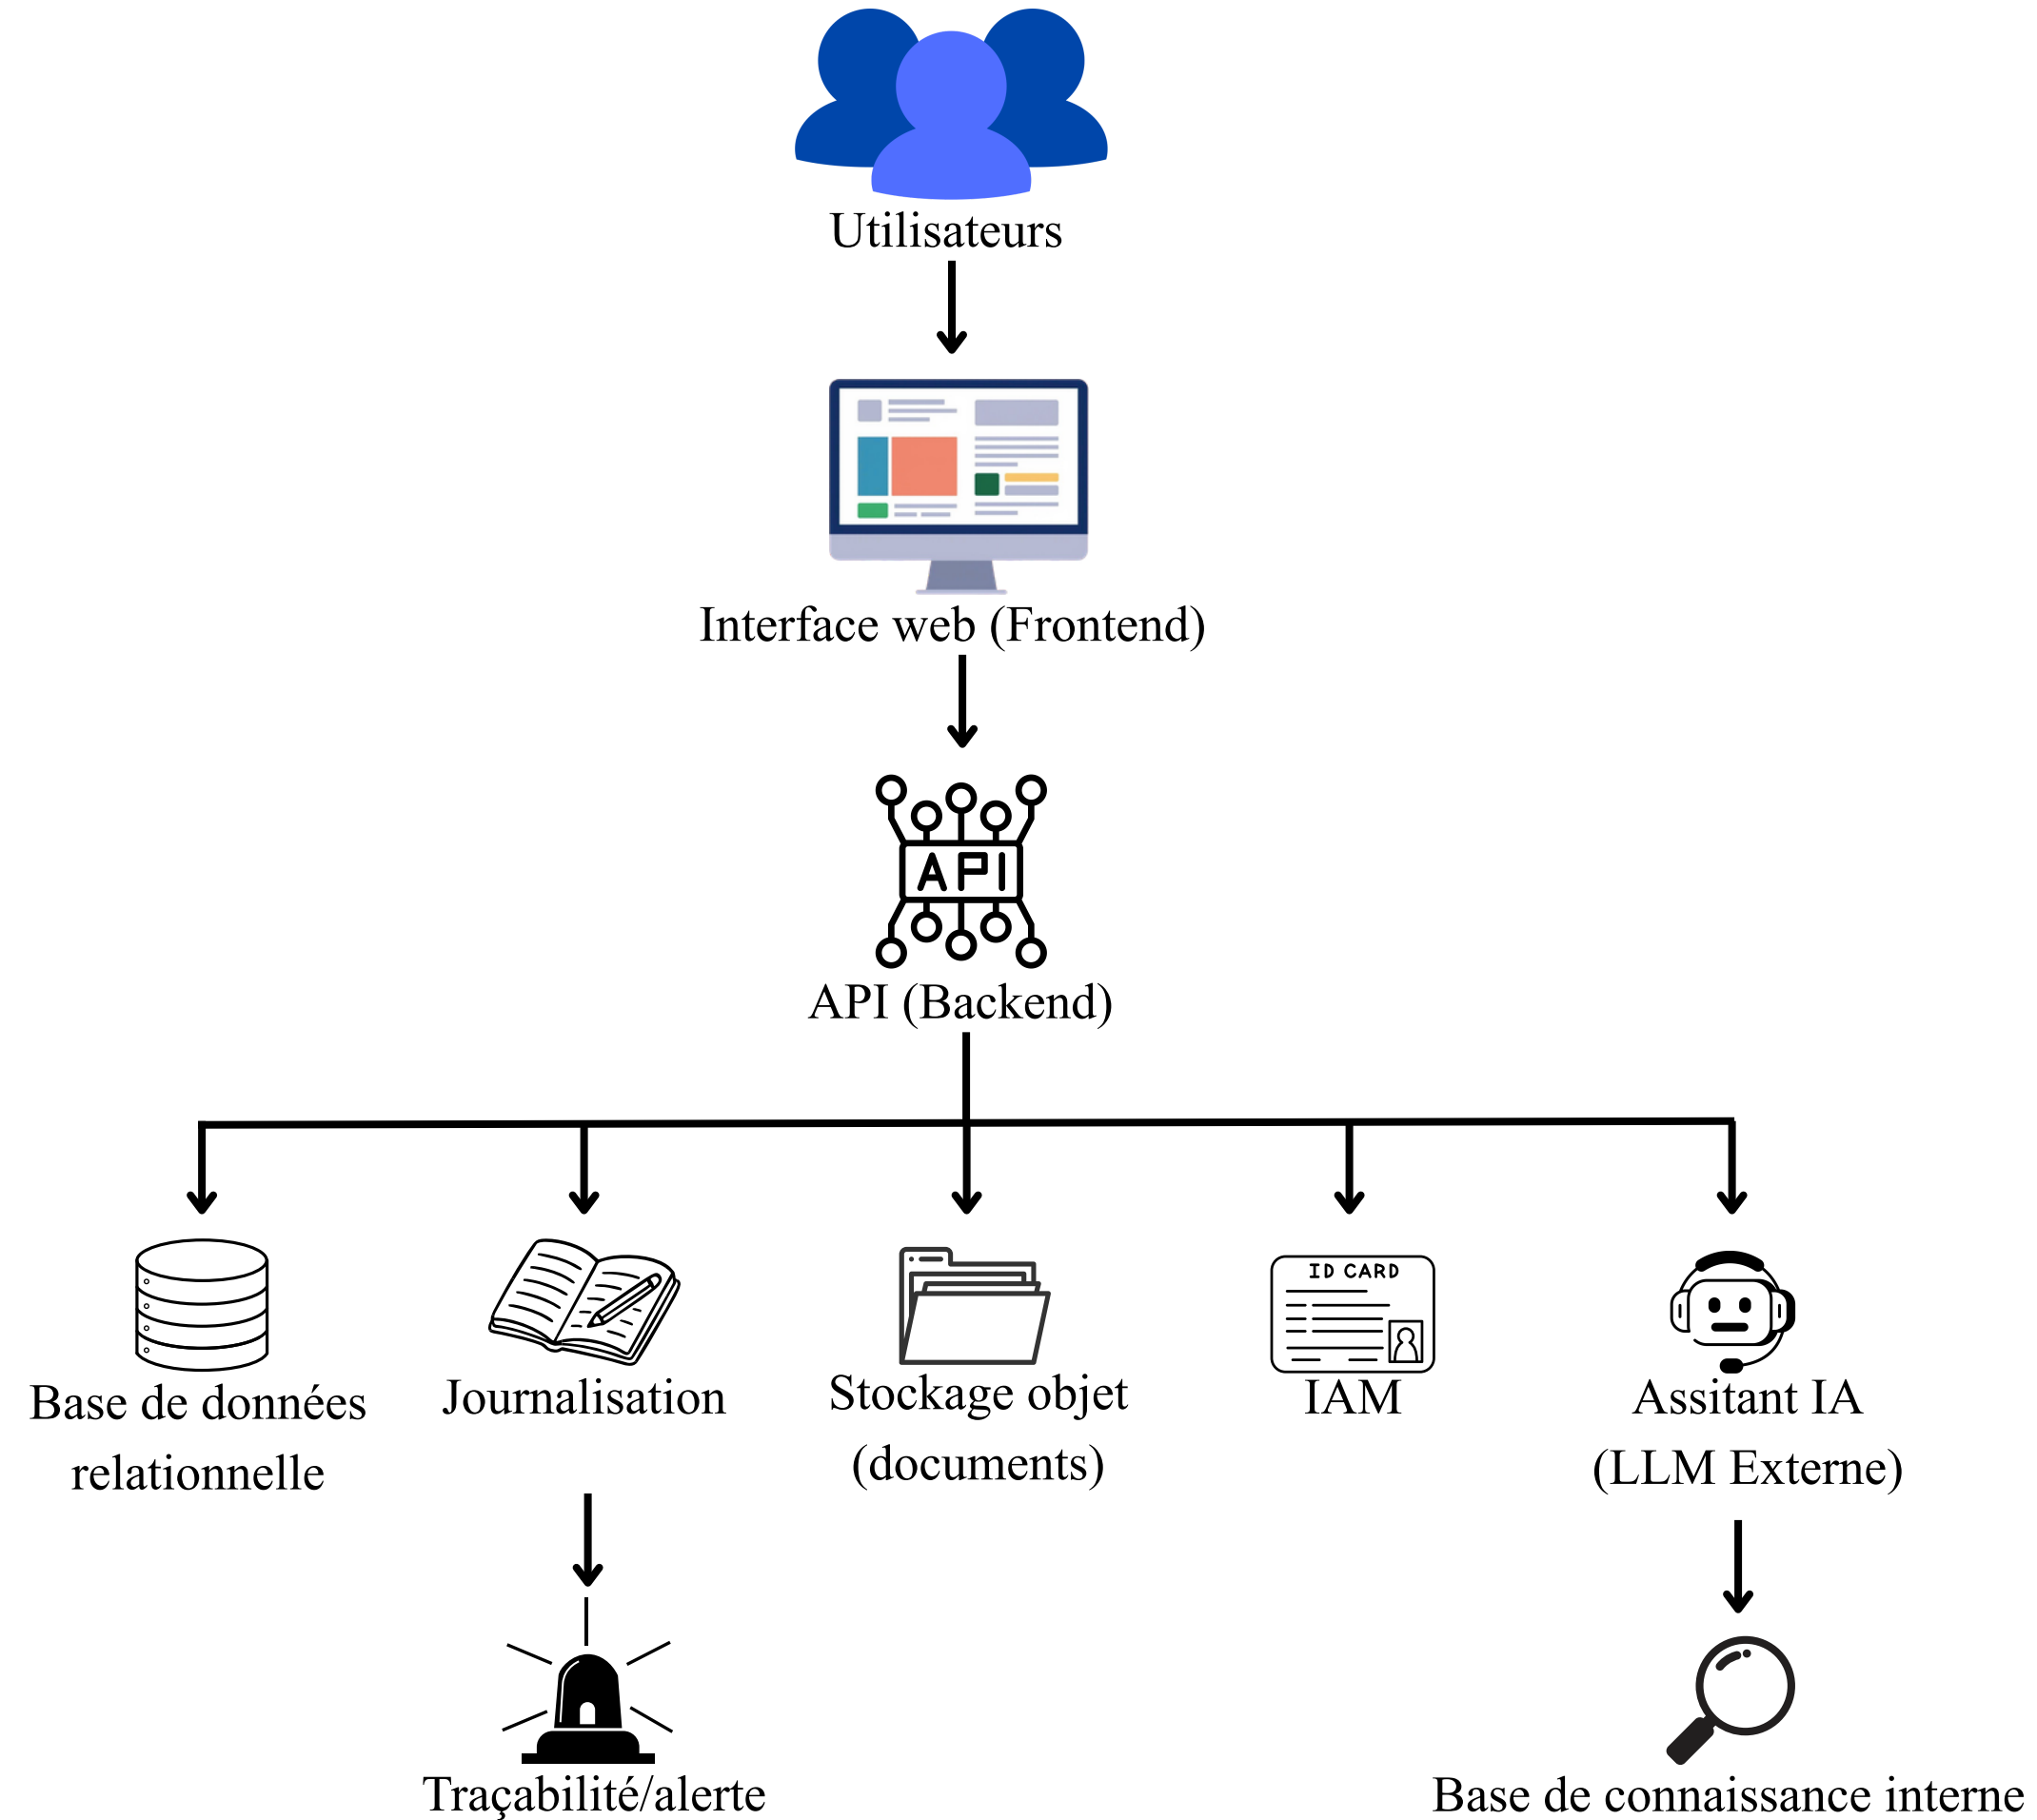 Utilisateurs
Interface web (Frontend)
API
API (Backend)
ID CARD
Base de données
relationnelle
Journalisation
Stockage objet
(documents)
IAM
Assitant IA
(LLM Externe)
Traçabilité/alerte
Base de connaissance interne